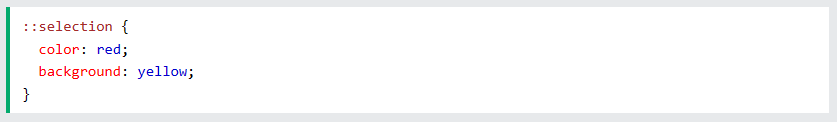 ::selection {
  color: red;
  background: yellow;
}